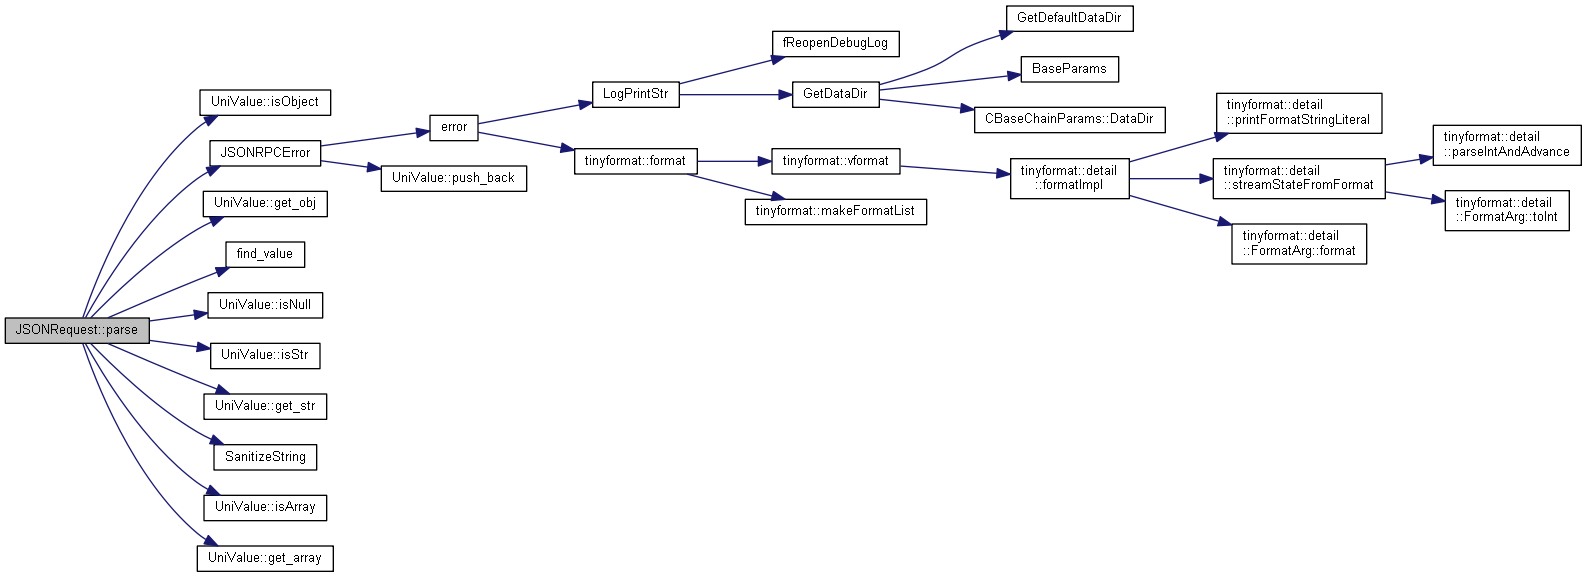 GetDefaultDataDir
fReopenDebugLog
BaseParams
LogPrintStr
GetDataDir
UniValue::isObject
CBaseChainParams::DataDir
tinyformat::detail
::printFormatStringLiteral
error
JSONRPCError
tinyformat::detail
::parseIntAndAdvance
tinyformat::format
tinyformat::vformat
tinyformat::detail
::formatImpl
tinyformat::detail
::streamStateFromFormat
UniValue::push_back
UniValue::get_obj
tinyformat::makeFormatList
tinyformat::detail
::FormatArg::toInt
tinyformat::detail
::FormatArg::format
find_value
UniValue::isNull
JSONRequest::parse
UniValue::isStr
UniValue::get_str
SanitizeString
UniValue::isArray
UniValue::get_array